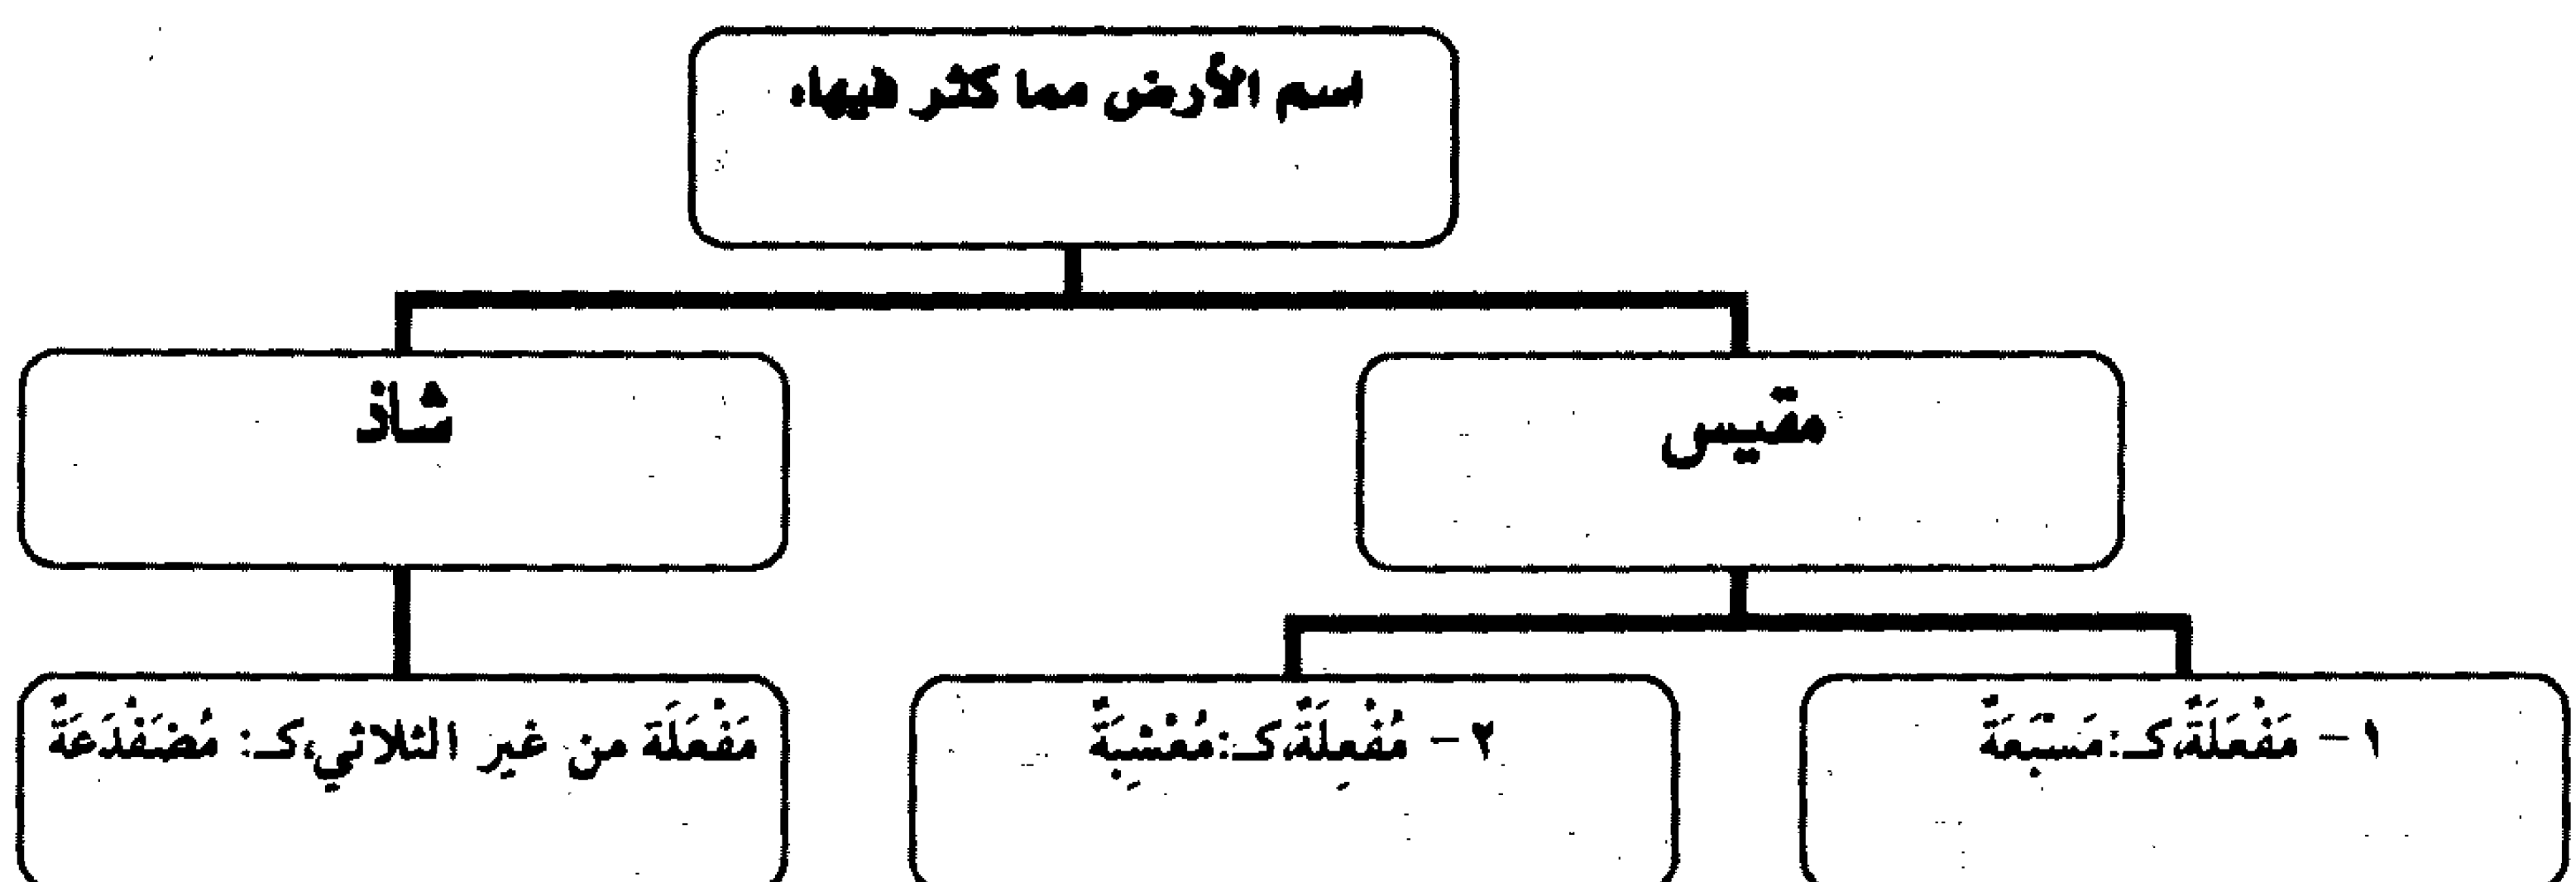 اسم الأرض مما كثر فيها:
مقيس
شاذ
١ - مَفْعَلَةٌ،كـ:مَسْبَعَةٌ
٢ - مُفْعِلَةٌ،كـ:مُعْشِبَةٌ
مَفْعَلَة من غير الثلاثي،كـ: مُضَفْدَعَةٌ